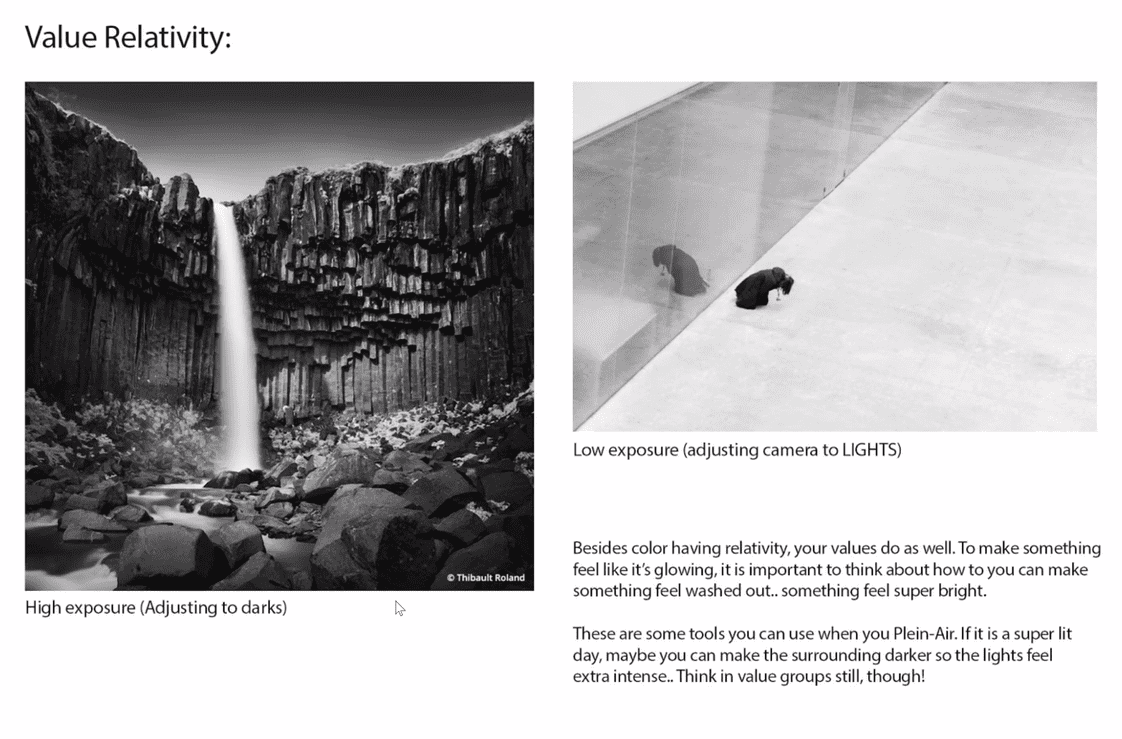 Value Relativity:
© Thibault Roland
High exposure (Adjusting to darks)
Low exposure (adjusting camera to LIGHTS)
Besides color having relativity, your values do as well. To make something
feel like it's glowing, it is important to think about how to you can make
something feel washed out.. something feel super bright.
These are some tools you can use when you Plein-Air. If it is a super lit
day, maybe you can make the surrounding darker so the lights feel
extra intense.. Think in value groups still, though!